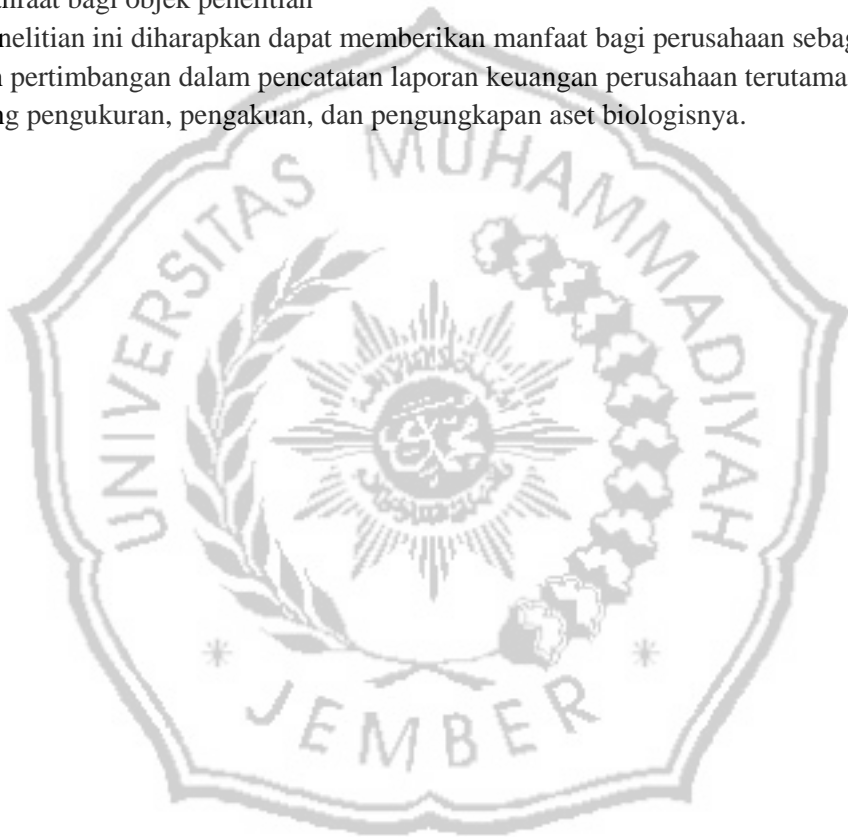 nfaat bagi objek penelitian
nelitian ini diharapkan dapat memberikan manfaat bagi perusahaan sebag
n pertimbangan dalam pencatatan laporan keuangan perusahaan terutama
ng pengukuran, pengakuan, dan pengungkapan aset biologisnya.
UNIVERSITAS MUHAMMADIYAH
JEMBER